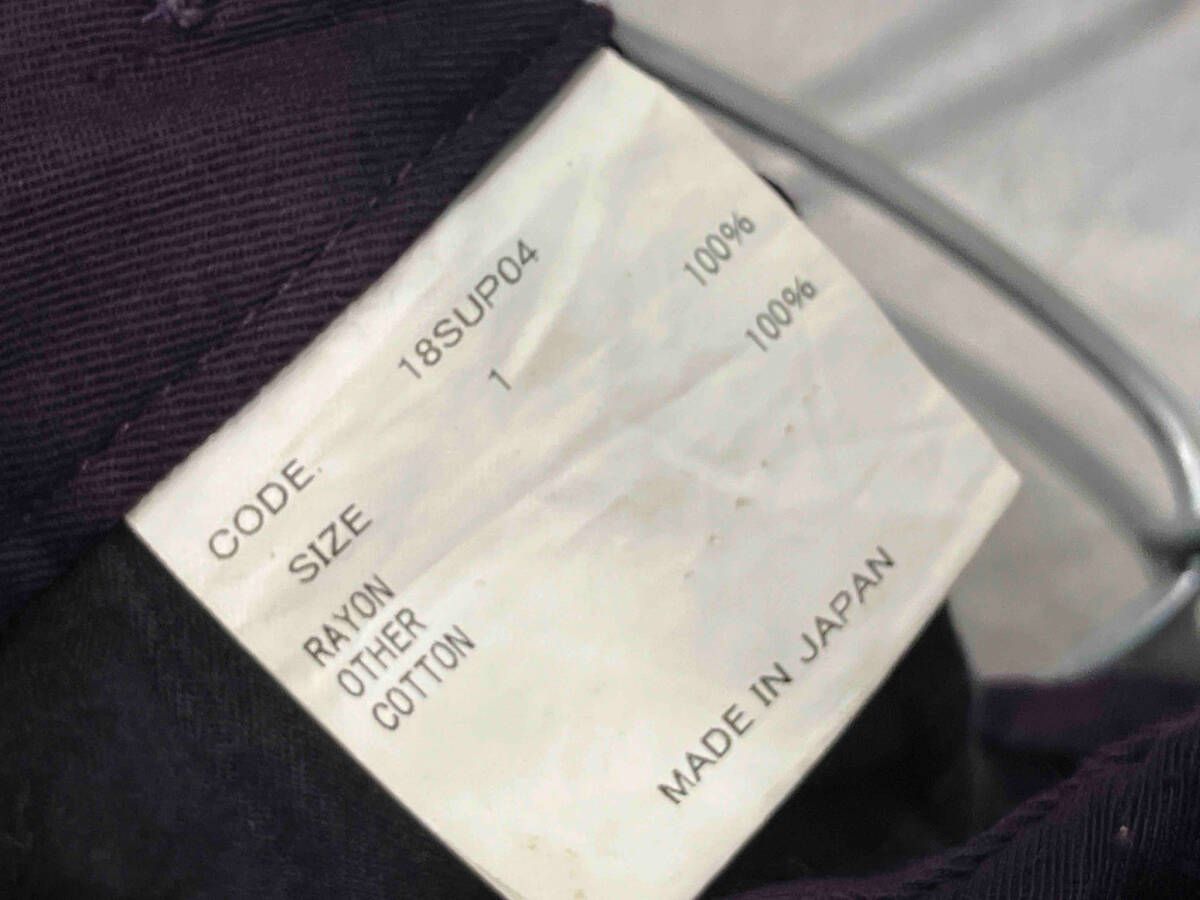 CODE. 18SUP04
SIZE 1
RAYON 100%
OTHER
COTTON 100%
MADE IN JAPAN